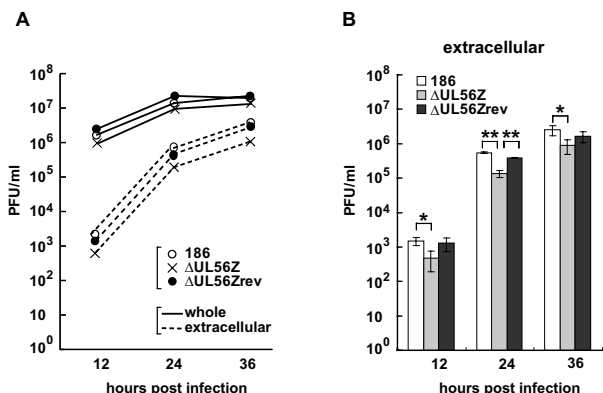 A
PFU/ml
10⁸
10⁷
10⁶
10⁵
10⁴
10³
10²
10¹
10⁰
186
ΔUL56Z
ΔUL56Zrev
whole
extracellular
12 24 36
hours post infection
B
extracellular
PFU/ml
10⁸
10⁷
10⁶
10⁵
10⁴
10³
10²
10¹
10⁰
186
ΔUL56Z
ΔUL56Zrev
*
** **
*
12 24 36
hours post infection